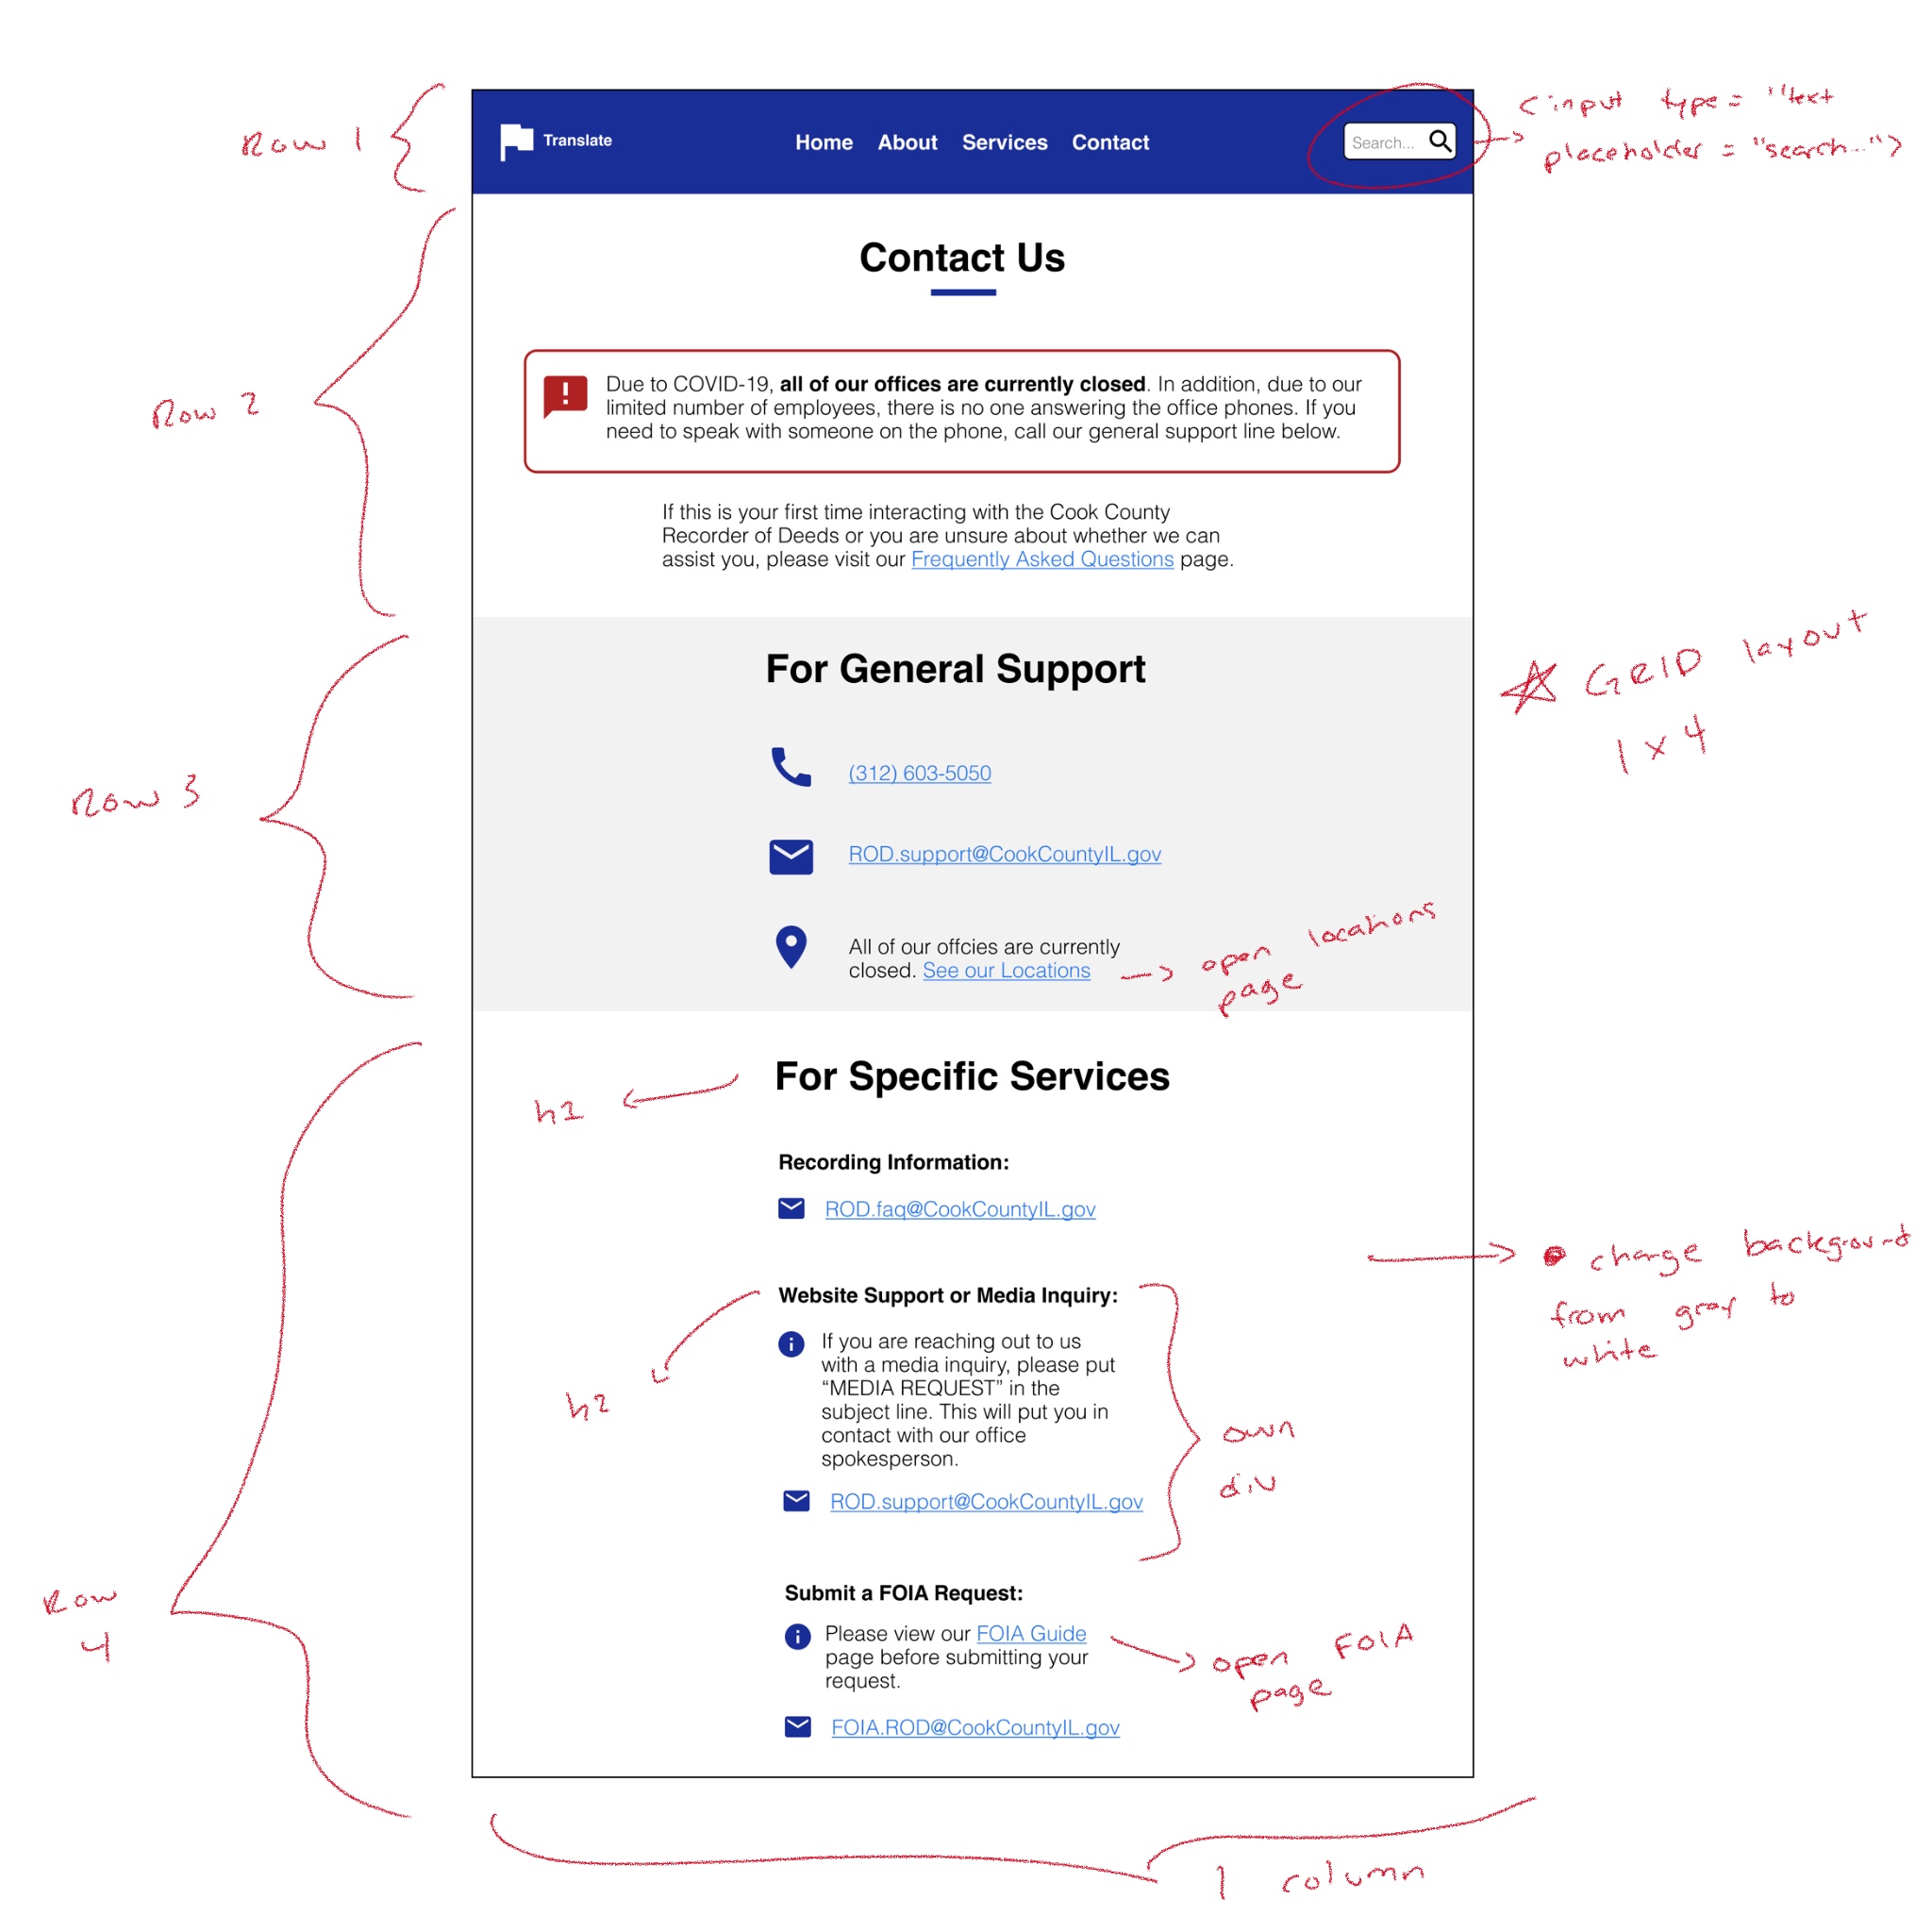 Row 1
Translate
Home About Services Contact
Search...
<input type = "text
placeholder = "search..."}
Contact Us
Row 2
Due to COVID-19, all of our offices are currently closed. In addition, due to our
limited number of employees, there is no one answering the office phones. If you
need to speak with someone on the phone, call our general support line below.
If this is your first time interacting with the Cook County
Recorder of Deeds or you are unsure about whether we can
assist you, please visit our Frequently Asked Questions page.
For General Support
GRID layout
1 x 4
Row 3
(312) 603-5050
ROD.support@CookCountyIL.gov
All of our offcies are currently
closed. See our Locations
open locations
page
For Specific Services
h1
Recording Information:
ROD.faq@CookCountyIL.gov
change background
from gray to
white
Website Support or Media Inquiry:
h2
If you are reaching out to us
with a media inquiry, please put
“MEDIA REQUEST” in the
subject line. This will put you in
contact with our office
spokesperson.
own
div
ROD.support@CookCountyIL.gov
Row
4
Submit a FOIA Request:
Please view our FOIA Guide
page before submitting your
request.
open FOIA
page
FOIA.ROD@CookCountyIL.gov
1 column